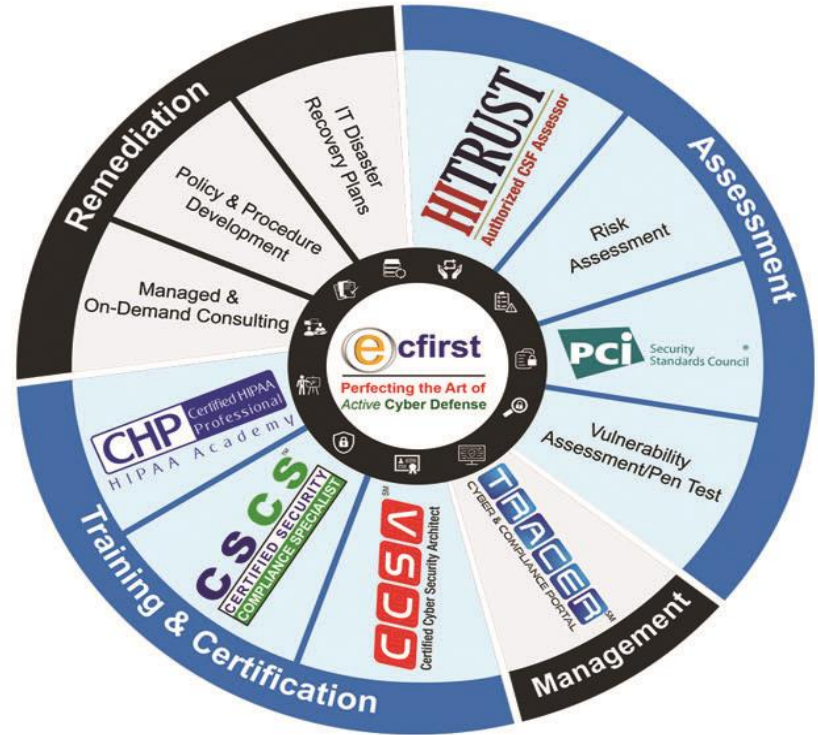 Remediation
IT Disaster
Recovery Plans
Policy & Procedure
Development
Managed &
On-Demand Consulting
Assessment
HITRUST
Authorized CSF Assessor
Risk
Assessment
PCi Security
Standards Council ®
Vulnerability
Assessment/Pen Test
Management
TRACER SM
CYBER & COMPLIANCE PORTAL
Training & Certification
CCSA SM
Certified Cyber Security Architect
CSCS ™
CERTIFIED SECURITY
COMPLIANCE SPECIALIST
CHP Certified HIPAA
Professional
HIPAA Academy
ecfirst
Perfecting the Art of
Active Cyber Defense